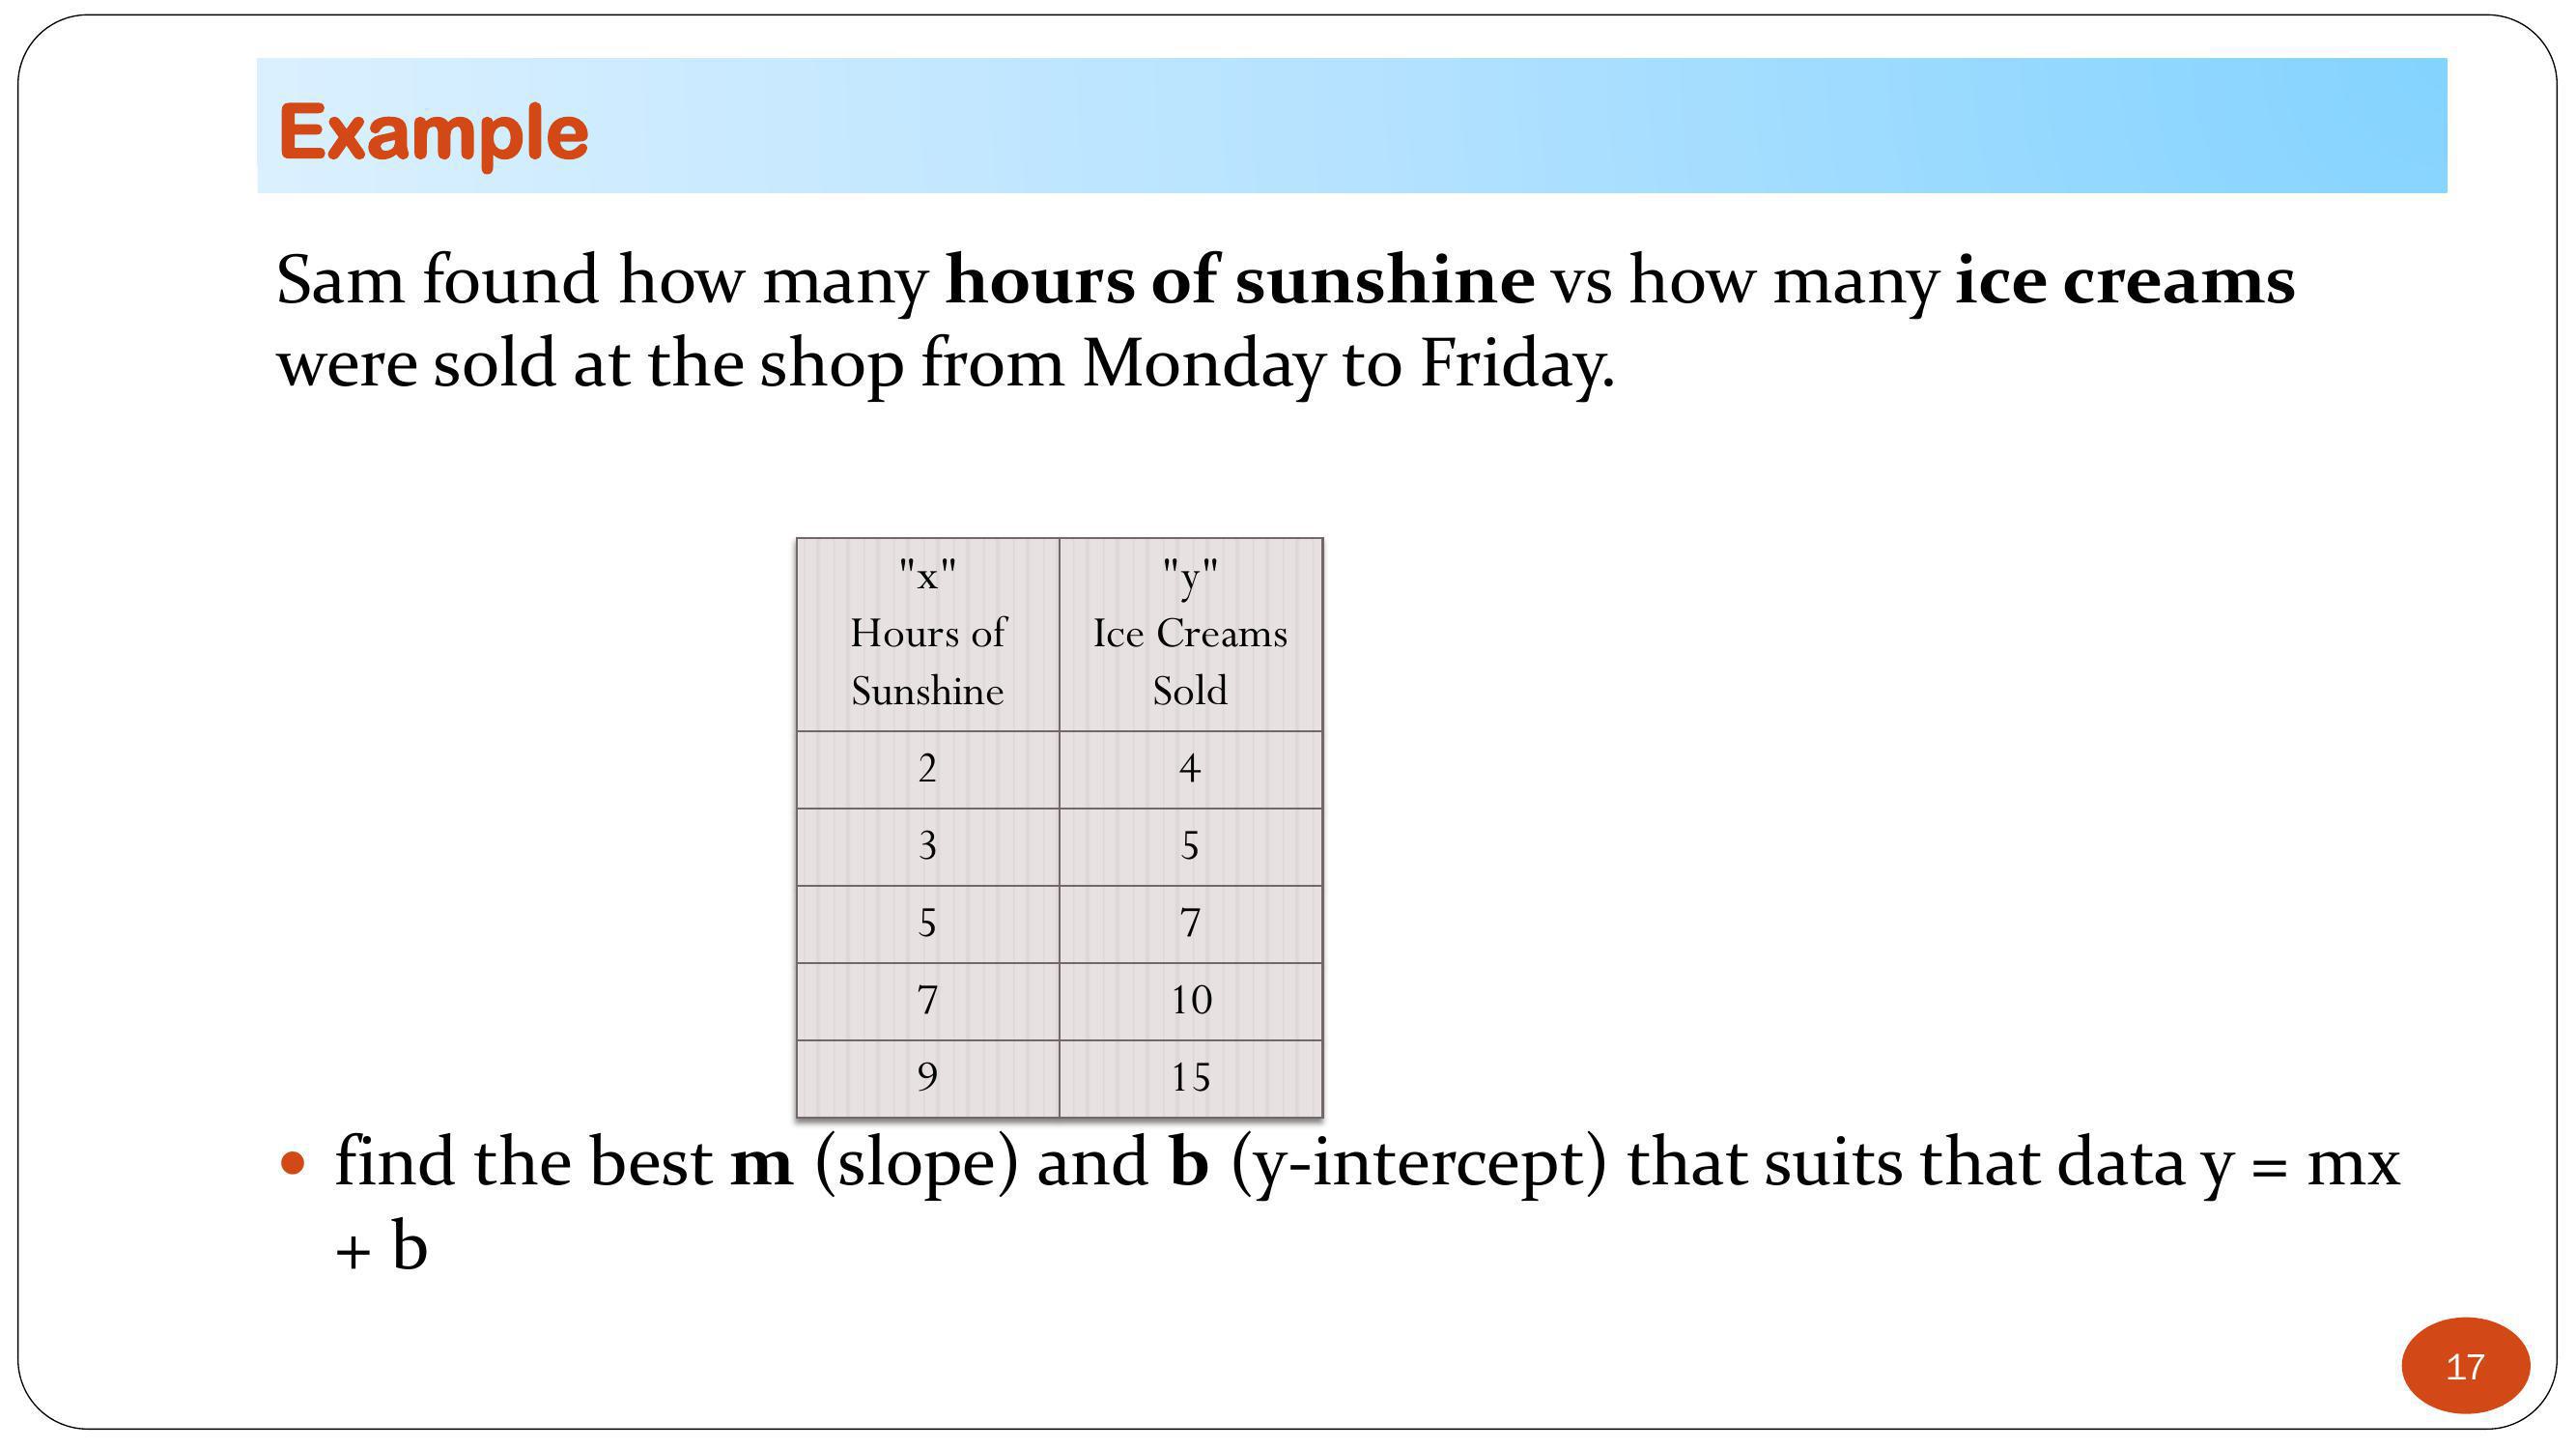 Example
Sam found how many hours of sunshine vs how many ice creams
were sold at the shop from Monday to Friday.
"x" "y"
Hours of Ice Creams
Sunshine Sold
2 4
3 5
5 7
7 10
9 15
• find the best m (slope) and b (y-intercept) that suits that data y = mx
+ b
17